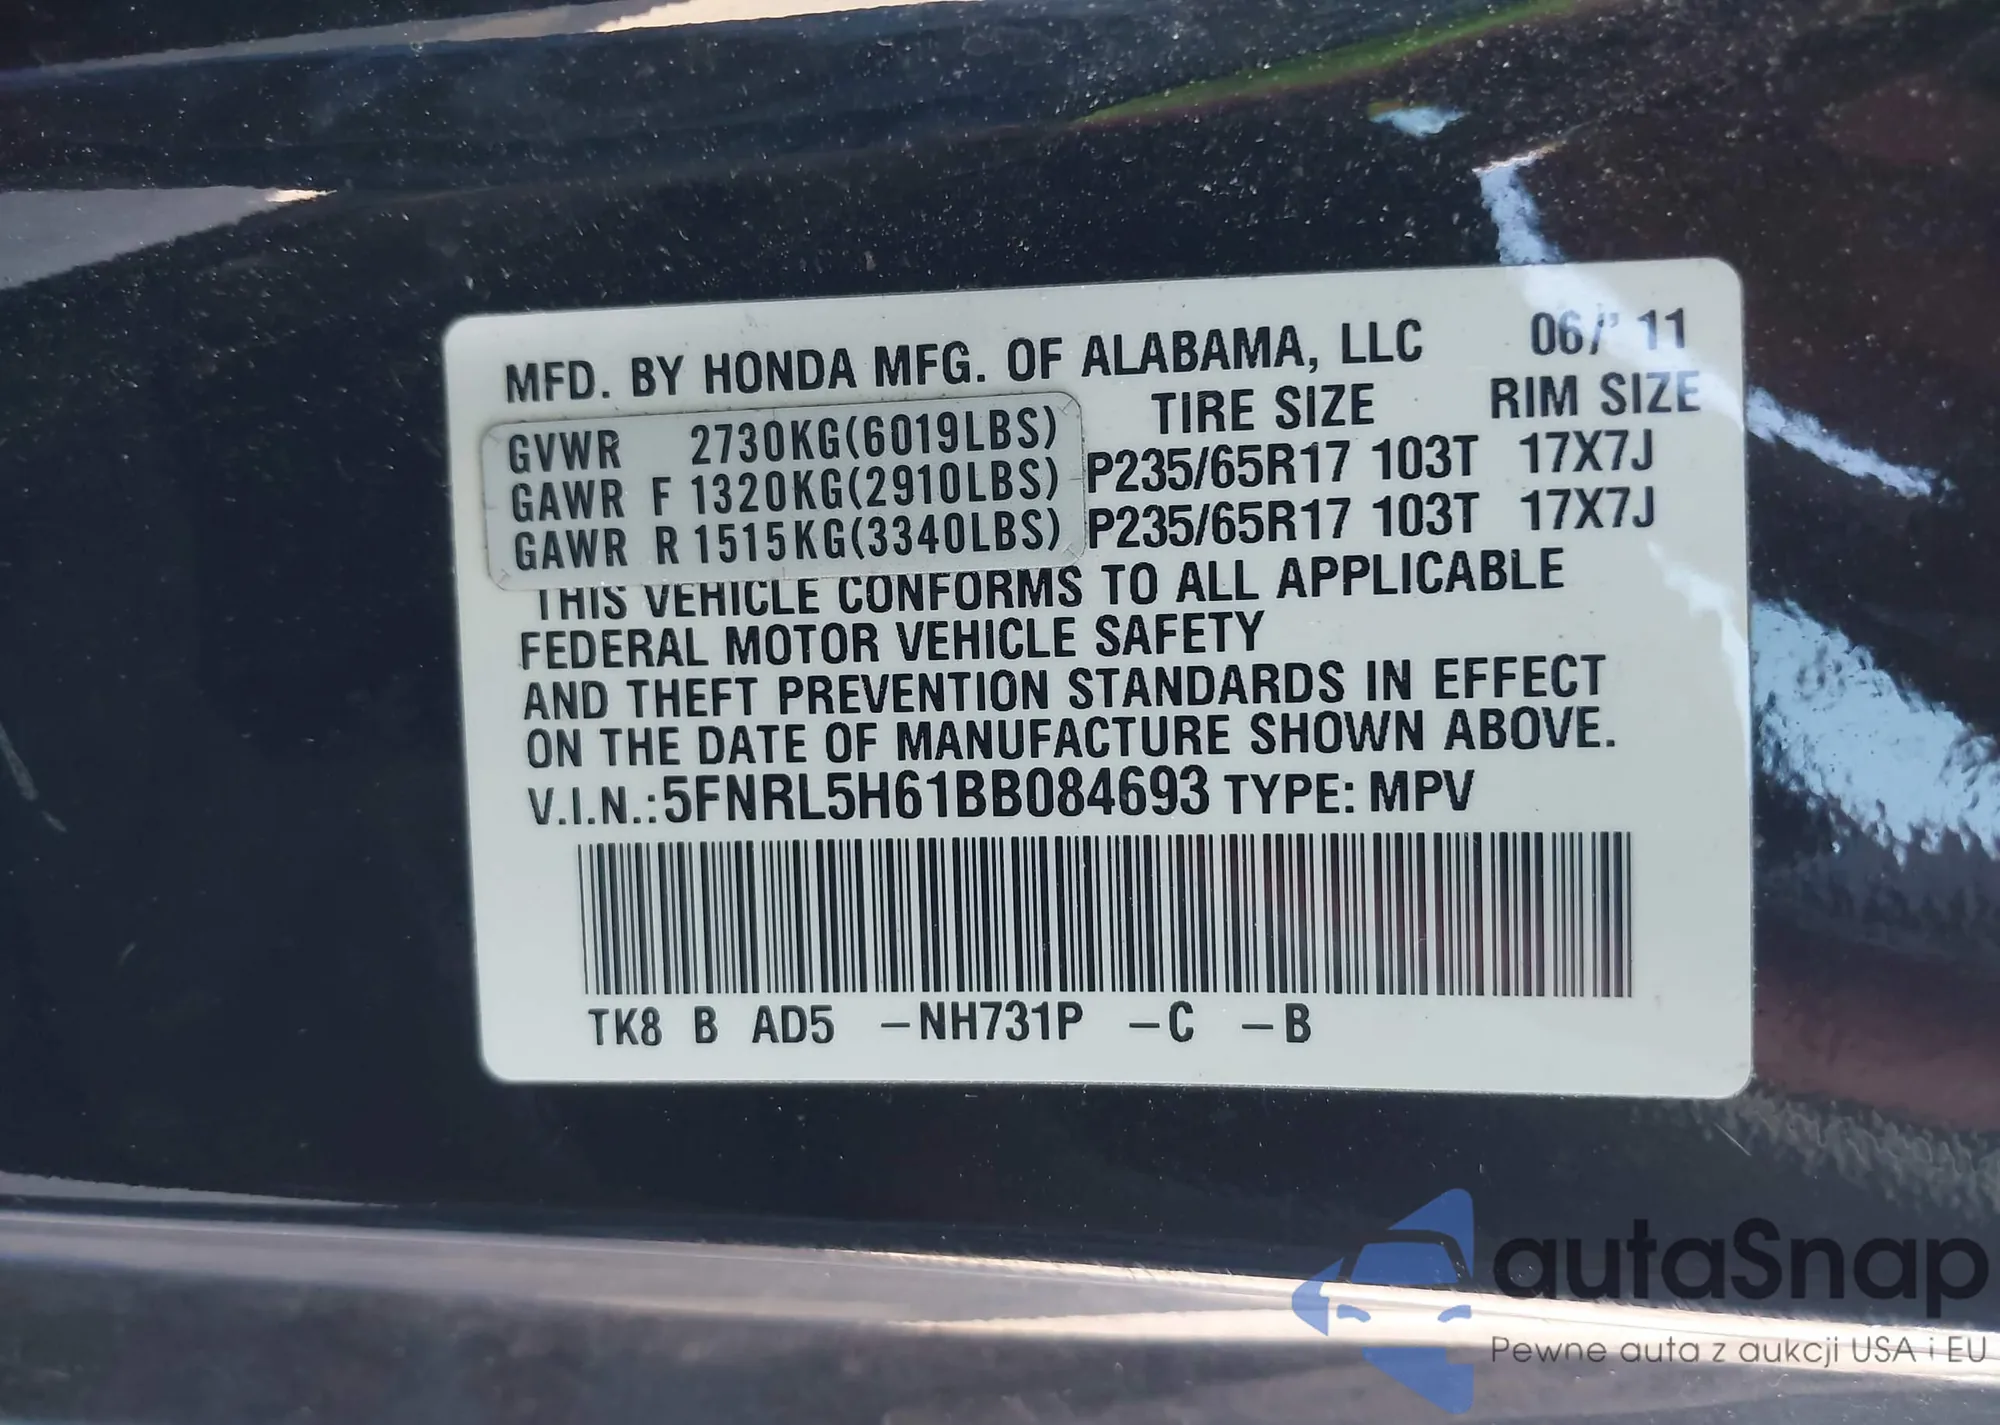 MFD. BY HONDA MFG. OF ALABAMA, LLC 06/'11
TIRE SIZE RIM SIZE
GVWR 2730KG(6019LBS)
GAWR F 1320KG(2910LBS) P235/65R17 103T 17X7J
GAWR R 1515KG(3340LBS) P235/65R17 103T 17X7J
THIS VEHICLE CONFORMS TO ALL APPLICABLE
FEDERAL MOTOR VEHICLE SAFETY
AND THEFT PREVENTION STANDARDS IN EFFECT
ON THE DATE OF MANUFACTURE SHOWN ABOVE.
V.I.N.:5FNRL5H61BB084693 TYPE: MPV
TK8 B AD5 –NH731P –C –B
autaSnap
Pewne auta z aukcji USA i EU